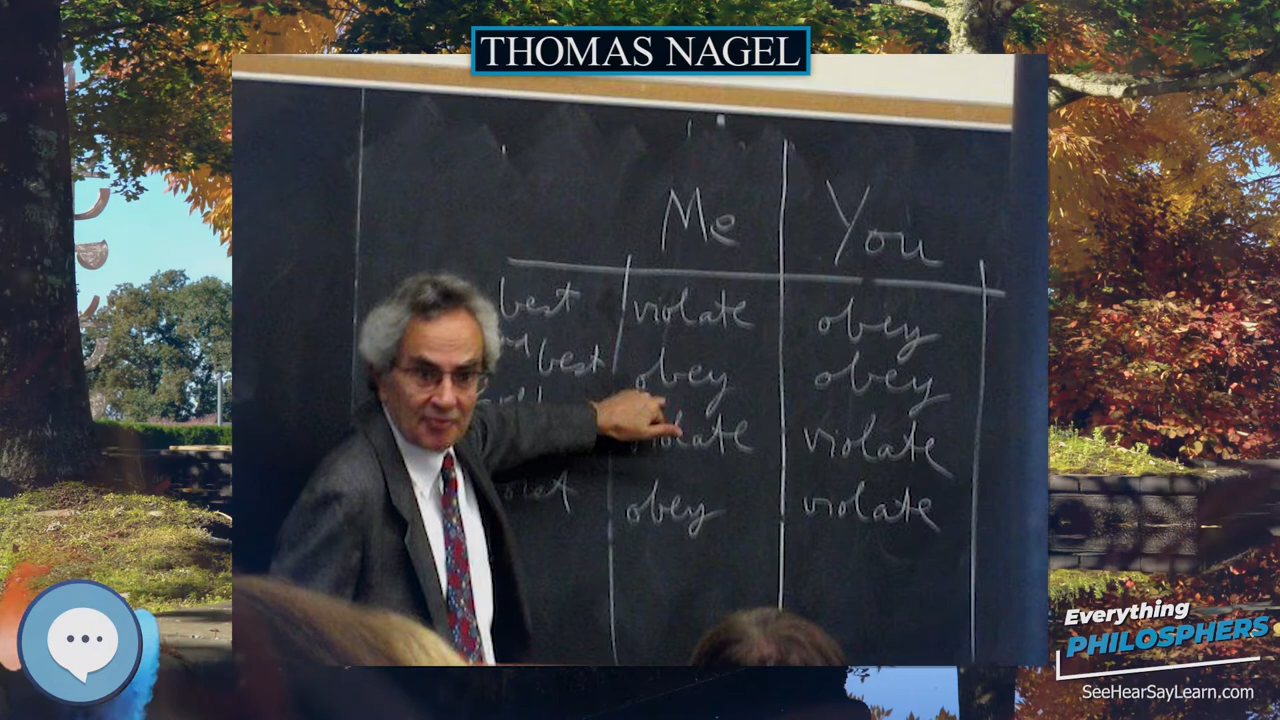 THOMAS NAGEL
Me You
best violate obey
best obey obey
violate violate
obey violate
Everything
PHILOSPHERS
SeeHearSayLearn.com